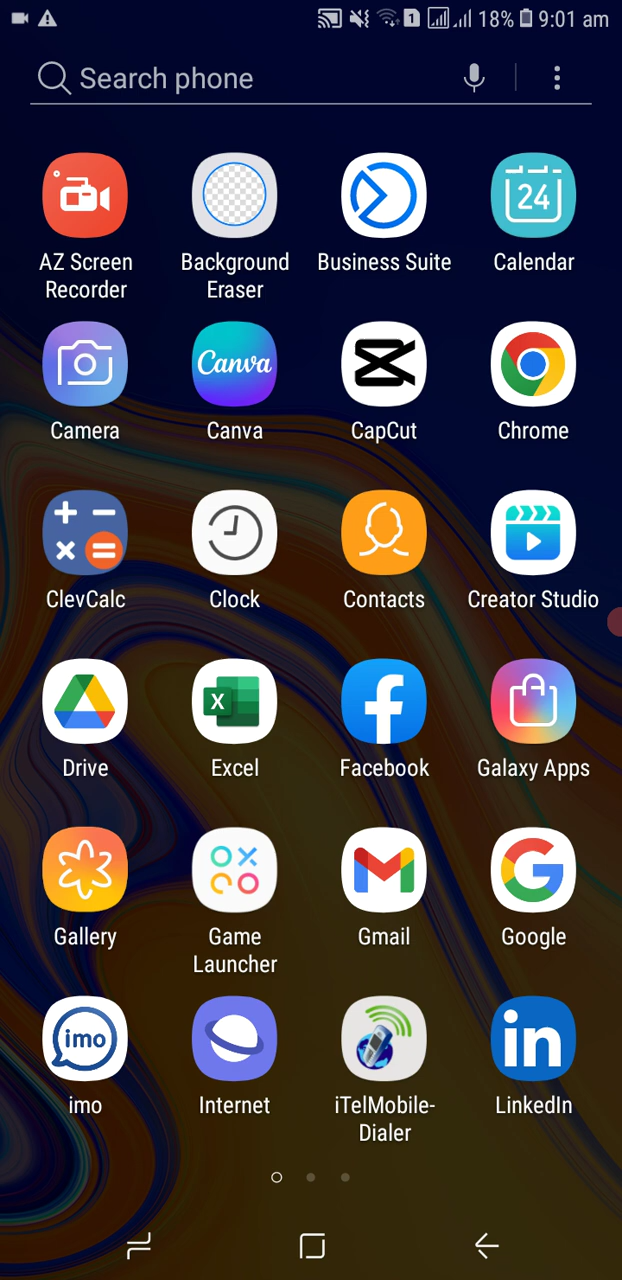 1 18% 9:01 am
Search phone
24
AZ Screen Recorder
Background Eraser
Business Suite
Calendar
Canva
Camera
Canva
CapCut
Chrome
ClevCalc
Clock
Contacts
Creator Studio
X
Drive
Excel
Facebook
Galaxy Apps
Gallery
Game Launcher
Gmail
Google
imo
in
imo
Internet
iTelMobile-Dialer
LinkedIn